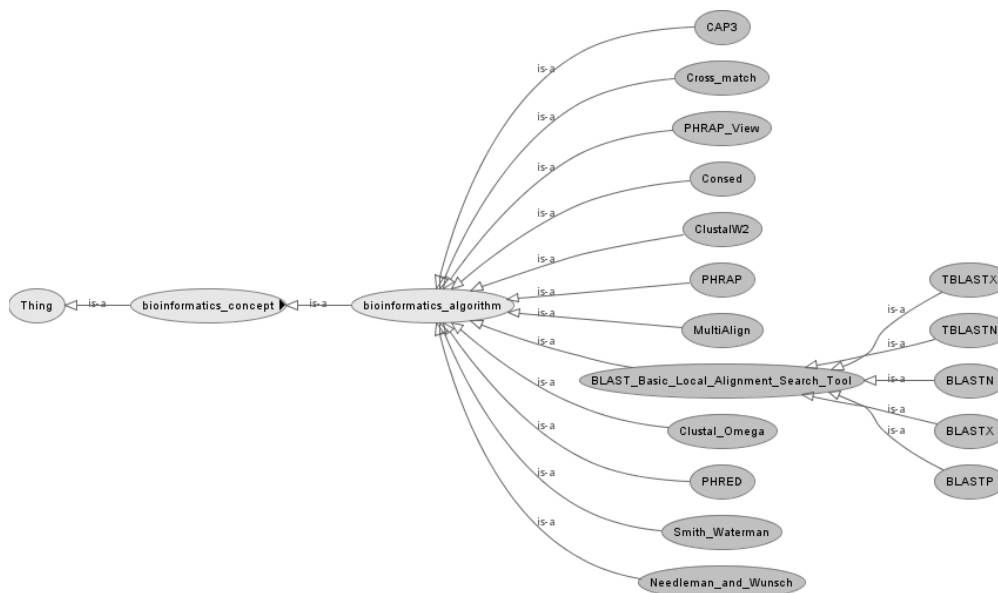 CAP3
is-a
Cross_match
is-a
PHRAP_View
is-a
Consed
is-a
ClustalW2
is-a
PHRAP
is-a
TBLASTX
is-a
Thing
is-a
bioinformatics_concept
is-a
bioinformatics_algorithm
is-a
MultiAlign
TBLASTN
is-a
is-a
BLAST_Basic_Local_Alignment_Search_Tool
is-a
BLASTN
is-a
Clustal_Omega
is-a
is-a
BLASTX
is-a
PHRED
BLASTP
is-a
Smith_Waterman
is-a
Needleman_and_Wunsch